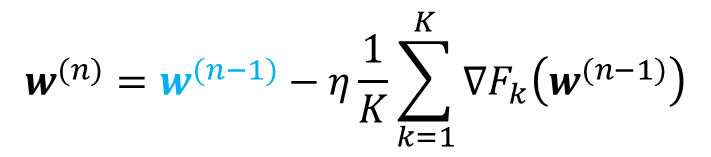 w^(n) = w^(n−1) − η 1/K ∑_{k=1}^{K} ∇F_k(w^(n−1))